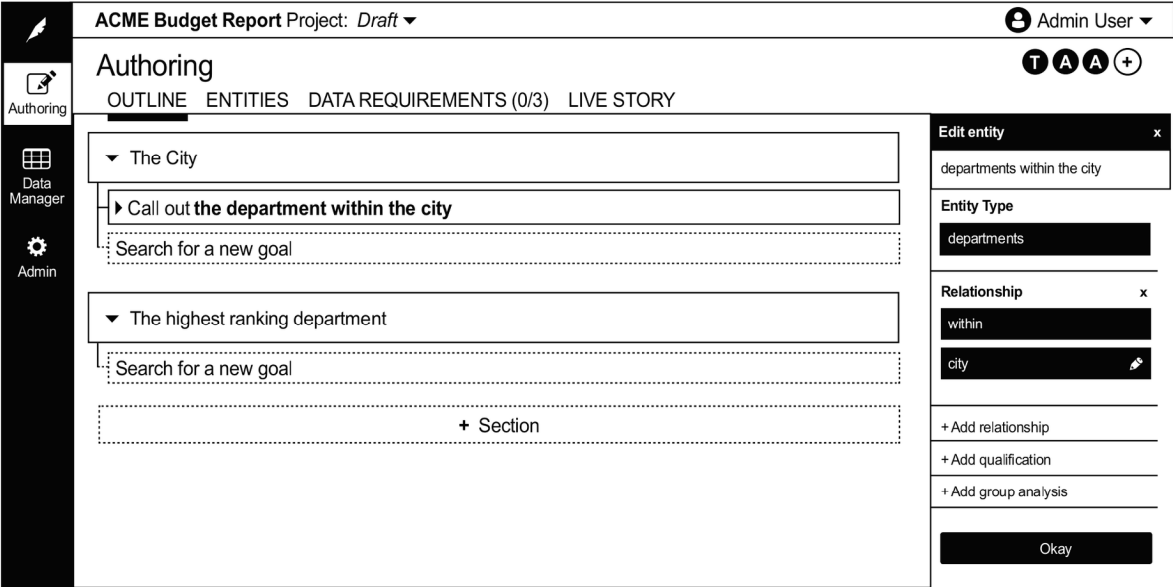 ACME Budget Report Project: Draft
Admin User
Authoring
T A A +
OUTLINE ENTITIES DATA REQUIREMENTS (0/3) LIVE STORY
Authoring
Data
Manager
Admin
The City
Call out the department within the city
Search for a new goal
The highest ranking department
Search for a new goal
+ Section
Edit entity x
departments within the city
Entity Type
departments
Relationship x
within
city
+ Add relationship
+ Add qualification
+ Add group analysis
Okay